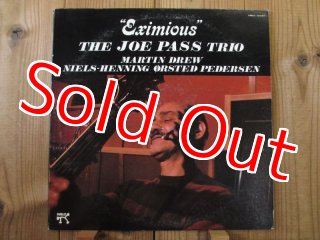 "Eximious"
THE JOE PASS TRIO
MARTIN DREW
NIELS-HENNING ØRSTED PEDERSEN
Sold Out